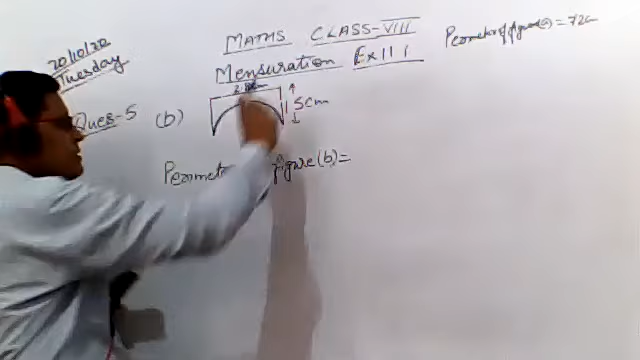 20/10/20
Tuesday
MATHS CLASS-VIII
Mensuration Ex 11.1
Perimeter of figure(a) = 72cm
Ques-5 (b)
1.5cm
Perimeter figure(b)=